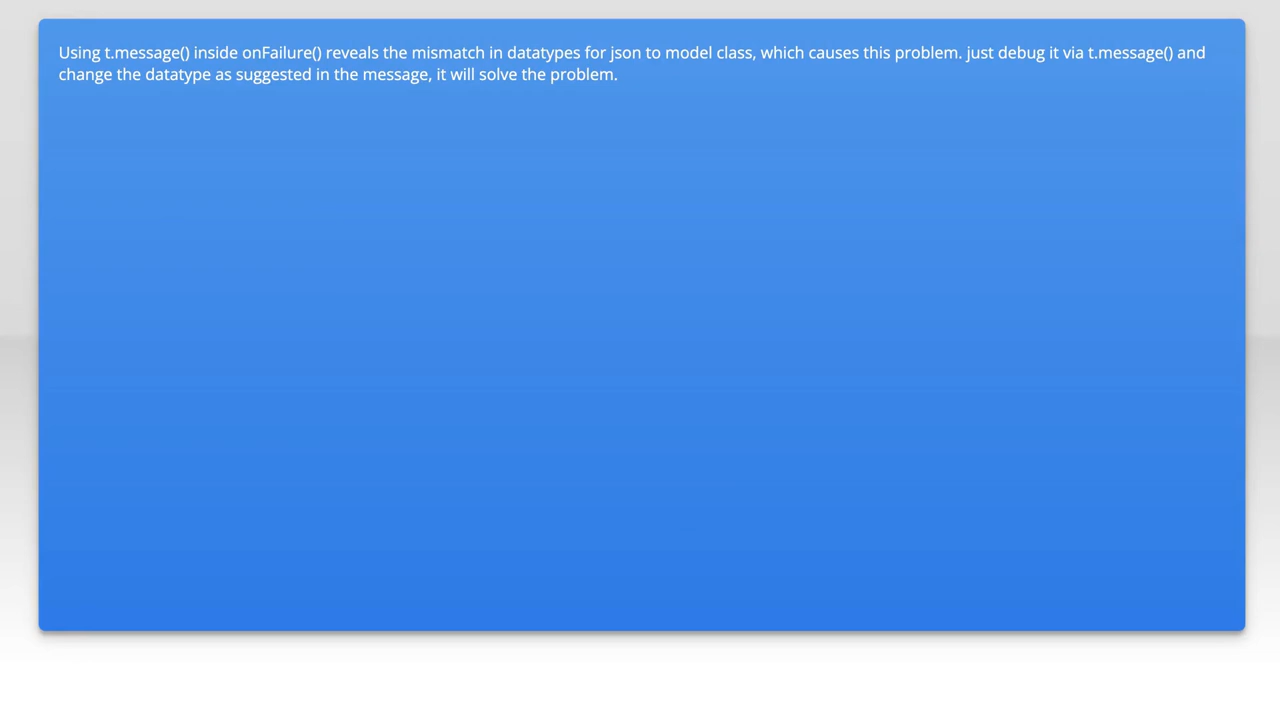 Using t.message() inside onFailure() reveals the mismatch in datatypes for json to model class, which causes this problem. just debug it via t.message() and
change the datatype as suggested in the message, it will solve the problem.